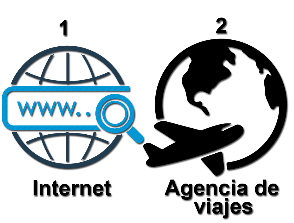 1
2
www..
Internet
Agencia de
viajes